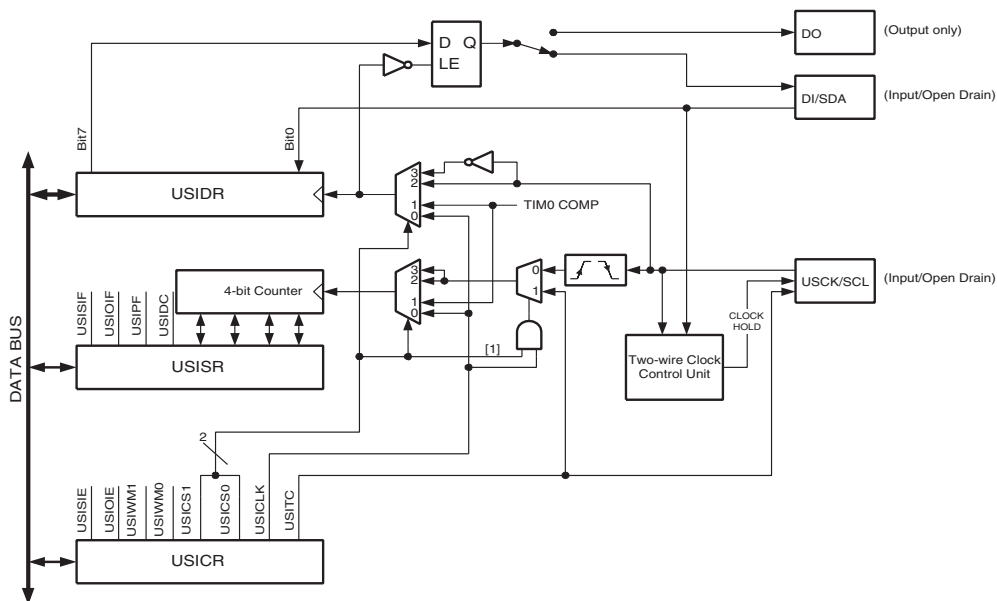 D Q
LE
DO
(Output only)
DI/SDA
(Input/Open Drain)
Bit7
Bit0
USIDR
3
2
1
0
TIM0 COMP
DATA BUS
4-bit Counter
3
2
1
0
0
1
USCK/SCL
(Input/Open Drain)
CLOCK
HOLD
USISIF
USIOIF
USIPF
USIDC
[1]
USISR
Two-wire Clock
Control Unit
2
USISIE
USIOIE
USIWM1
USIWM0
USICS1
USICS0
USICLK
USITC
USICR